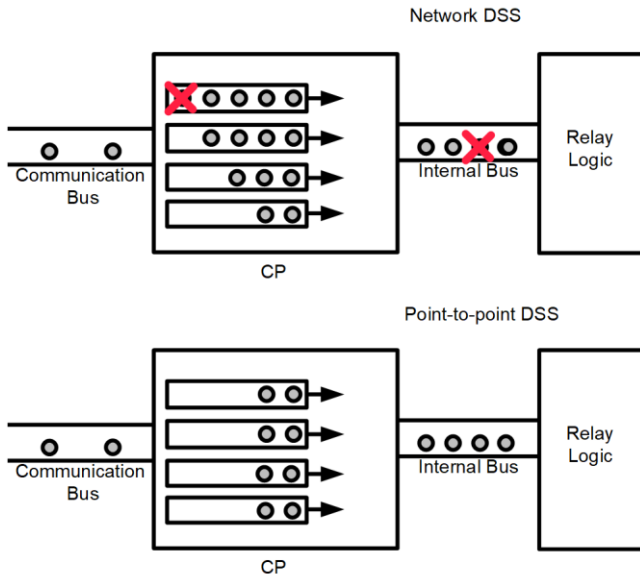 Network DSS
Communication
Bus
Internal Bus
Relay
Logic
CP
Point-to-point DSS
Communication
Bus
Internal Bus
Relay
Logic
CP